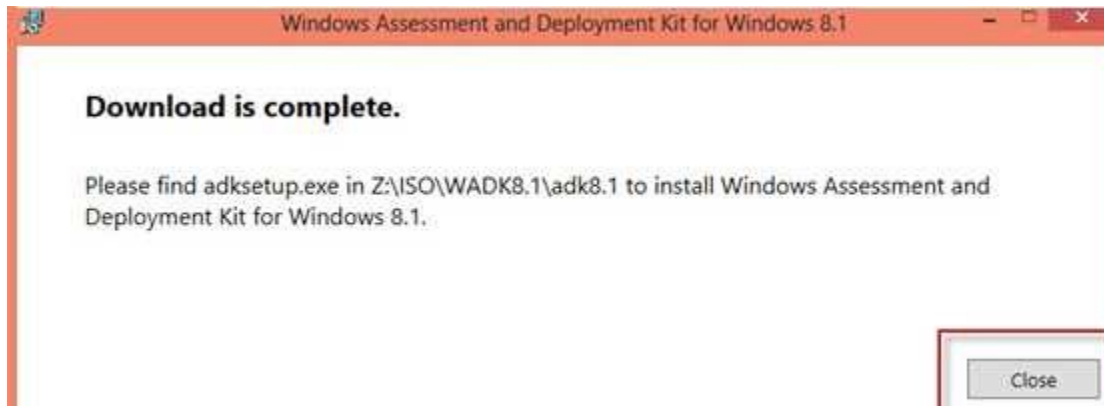 Windows Assessment and Deployment Kit for Windows 8.1
Download is complete.
Please find adksetup.exe in Z:\ISO\WADK8.1\adk8.1 to install Windows Assessment and
Deployment Kit for Windows 8.1.
Close